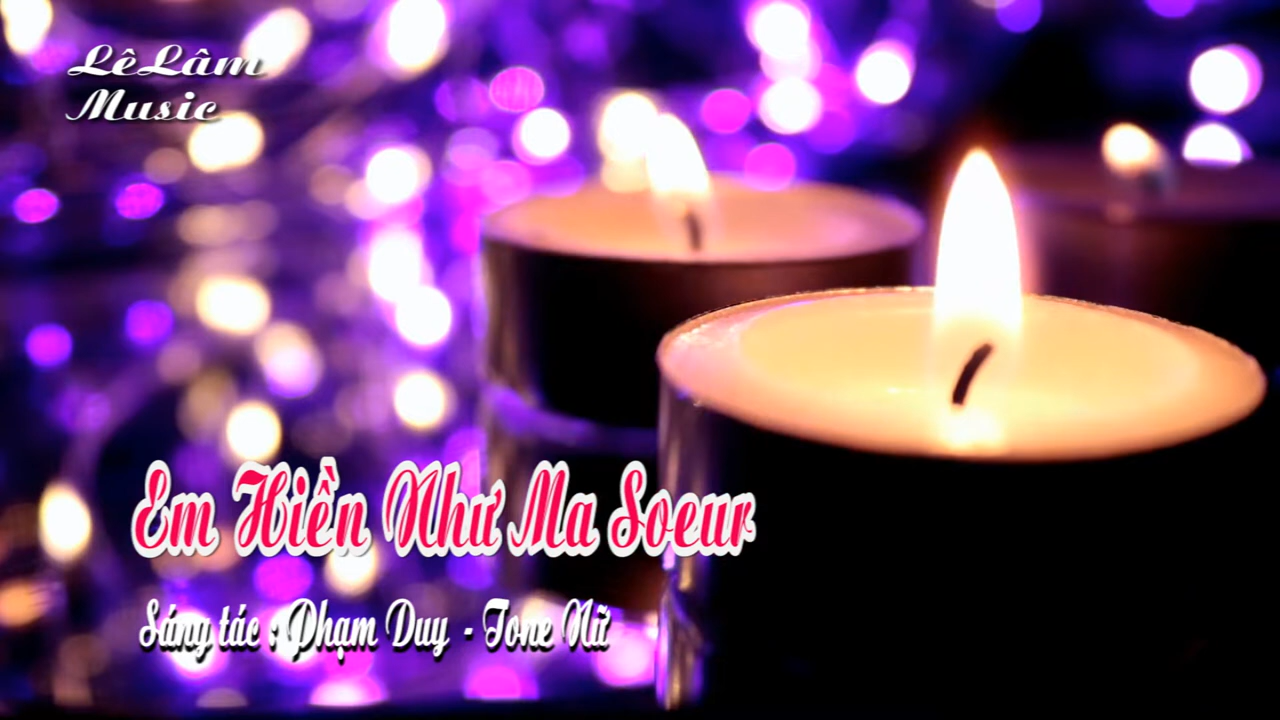 LêLâm
Music
Em Hiền Như Ma Soeur
Sáng tác : Phạm Duy - Tone Nữ